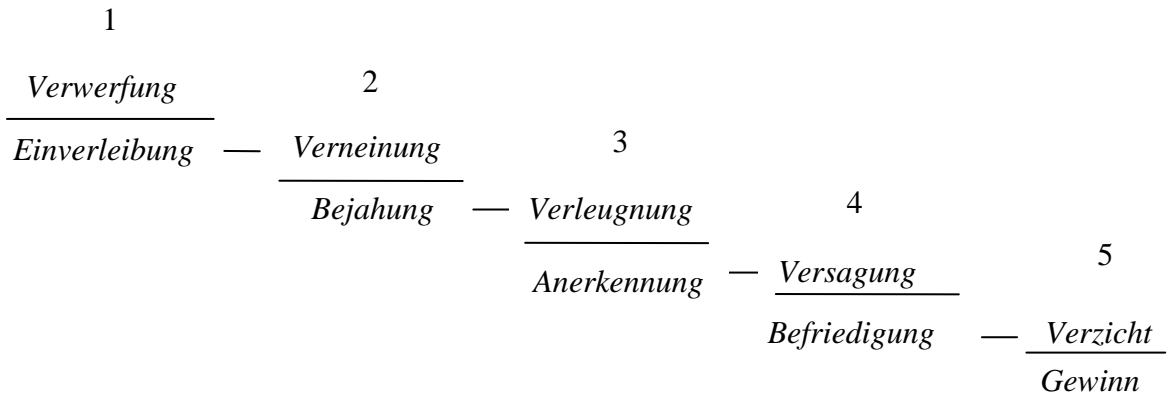 1
Verwerfung
2
Einverleibung — Verneinung
3
Bejahung — Verleugnung
4
Anerkennung — Versagung
5
Befriedigung — Verzicht
Gewinn